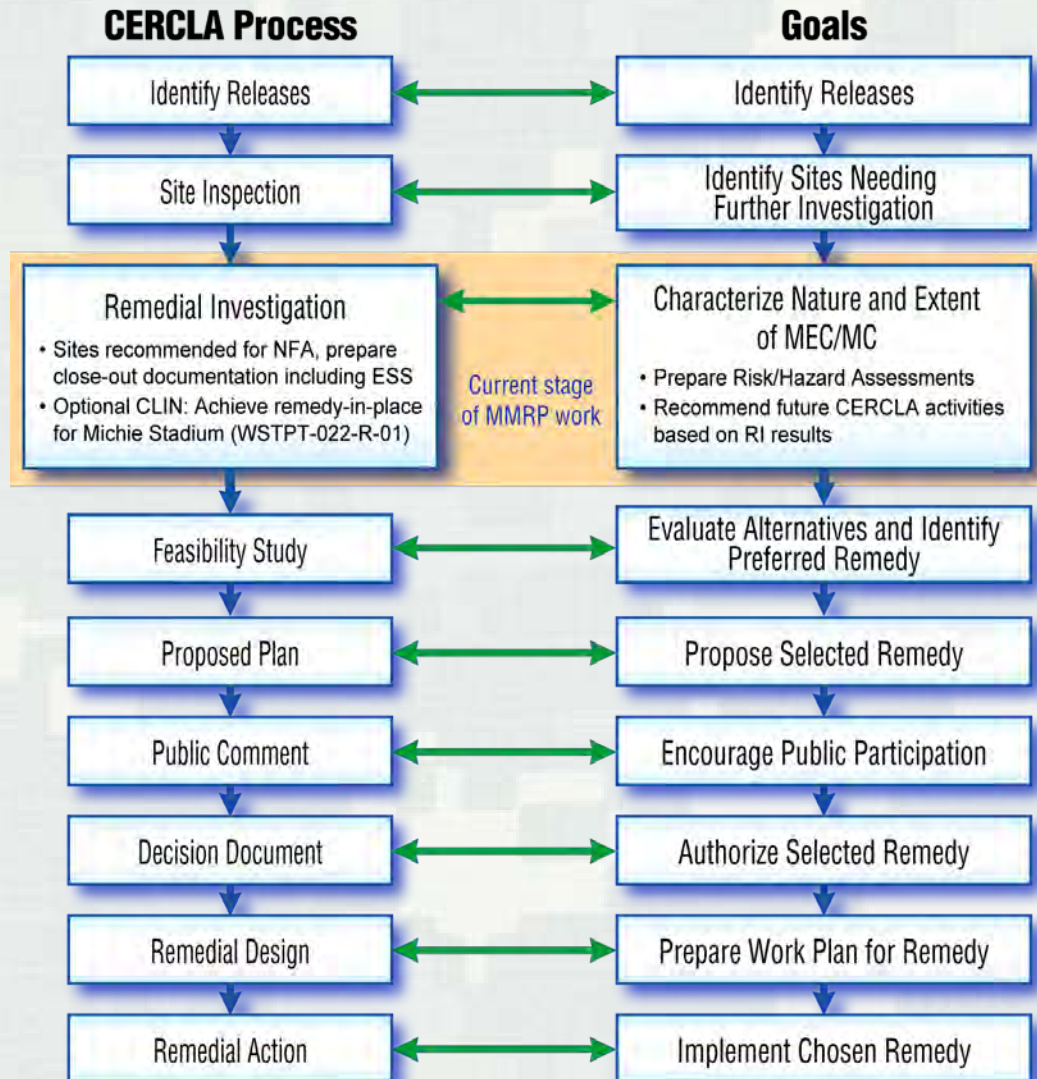 CERCLA Process
Goals
Identify Releases
Identify Releases
Site Inspection
Identify Sites Needing
Further Investigation
Remedial Investigation
• Sites recommended for NFA, prepare
close-out documentation including ESS
• Optional CLIN: Achieve remedy-in-place
for Michie Stadium (WSTPT-022-R-01)
Current stage
of MMRP work
Characterize Nature and Extent
of MEC/MC
• Prepare Risk/Hazard Assessments
• Recommend future CERCLA activities
based on RI results
Feasibility Study
Evaluate Alternatives and Identify
Preferred Remedy
Proposed Plan
Propose Selected Remedy
Public Comment
Encourage Public Participation
Decision Document
Authorize Selected Remedy
Remedial Design
Prepare Work Plan for Remedy
Remedial Action
Implement Chosen Remedy